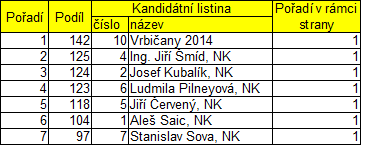 Pořadí Podíl Kandidátní listina Pořadí v rámci strany
číslo název
1 142 10 Vrbičany 2014 1
2 125 4 Ing. Jiří Šmíd, NK 1
3 124 2 Josef Kubalík, NK 1
4 123 6 Ludmila Pilneyová, NK 1
5 118 5 Jiří Červený, NK 1
6 104 1 Aleš Saic, NK 1
7 97 7 Stanislav Sova, NK 1